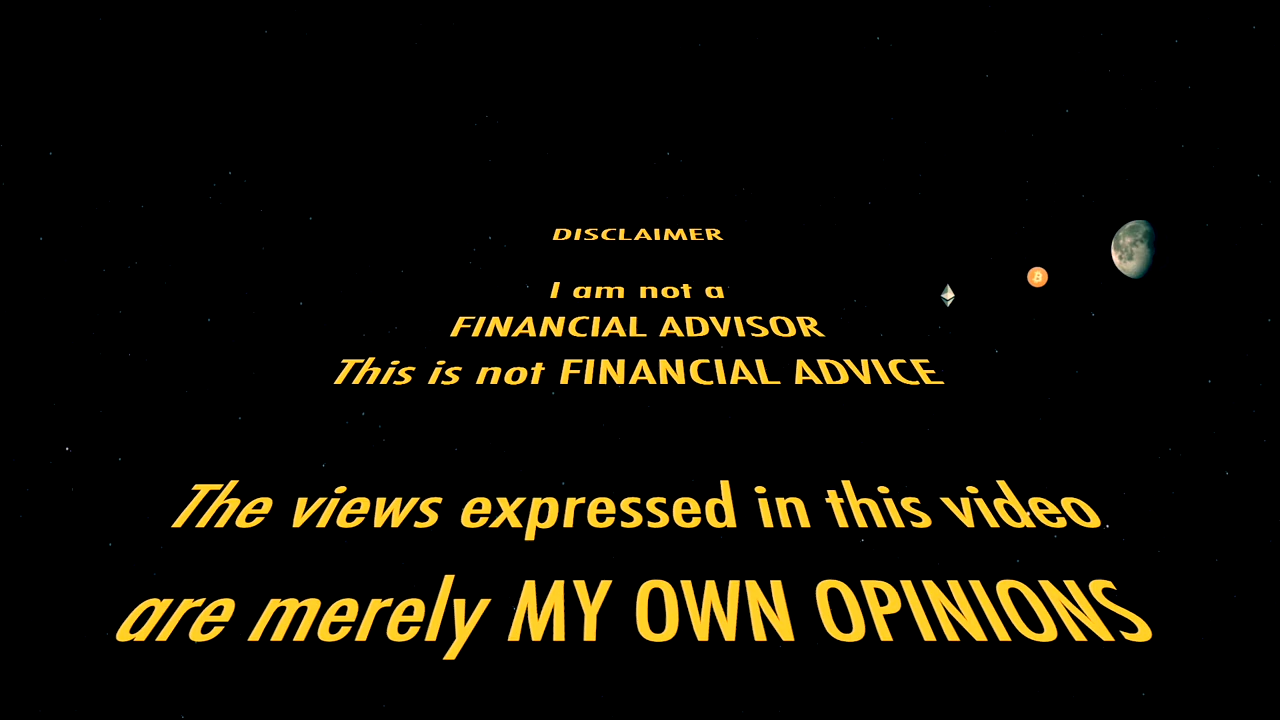 DISCLAIMER
I am not a
FINANCIAL ADVISOR
This is not FINANCIAL ADVICE
The views expressed in this video
are merely MY OWN OPINIONS